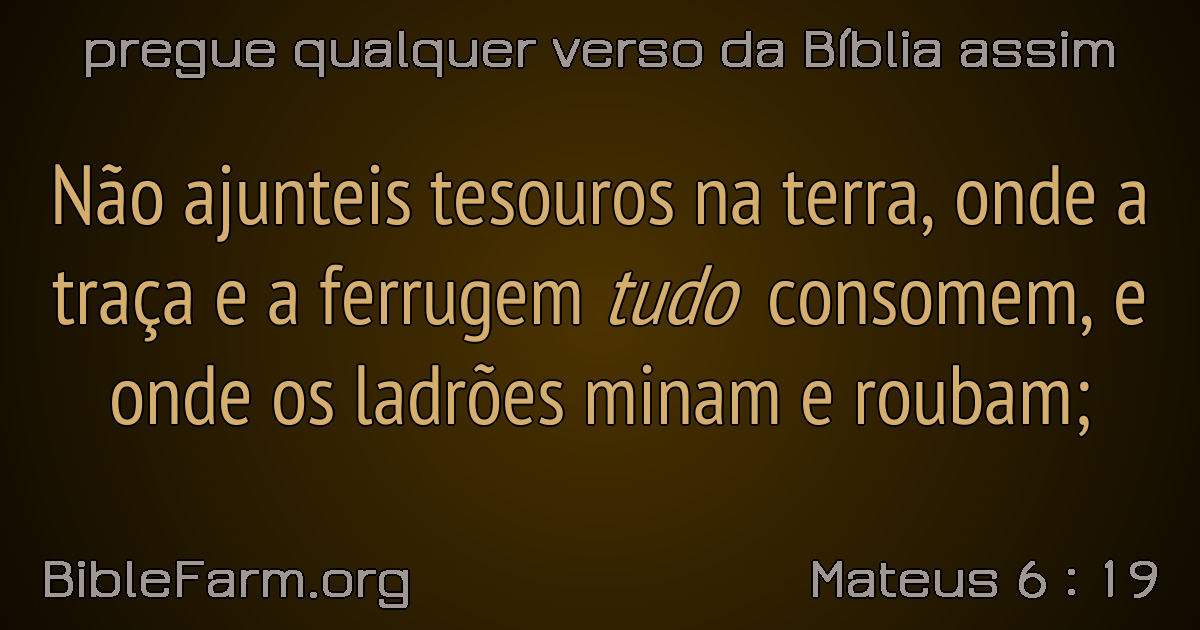 pregue qualquer verso da Bíblia assim
Não ajunteis tesouros na terra, onde a
traça e a ferrugem tudo consomem, e
onde os ladrões minam e roubam;
BibleFarm.org
Mateus 6 : 19